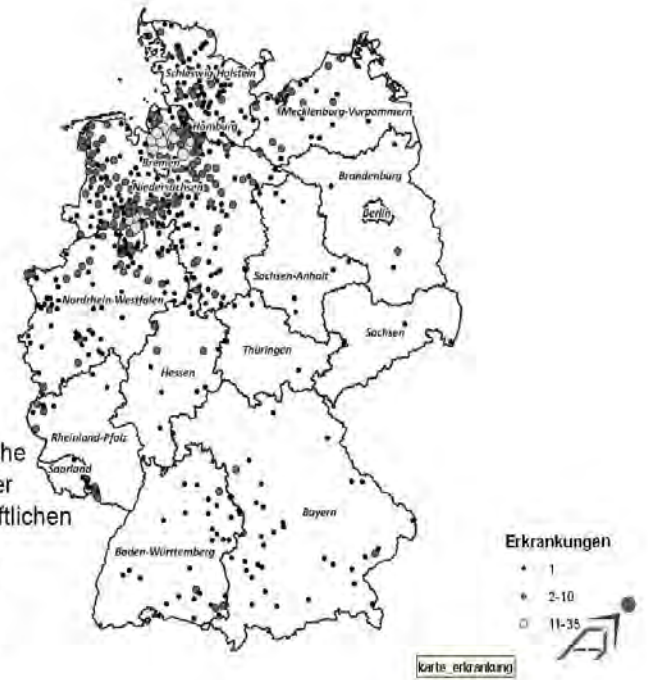 Schleswig-Holstein
Mecklenburg-Vorpommern
Hamburg
Bremen
Niedersachsen
Brandenburg
Berlin
Sachsen-Anhalt
Nordrhein-Westfalen
Sachsen
Thüringen
Hessen
Rheinland-Pfalz
he
Saarland
er
ftlichen
Bayern
Baden-Württemberg
Erkrankungen
1
2-10
11-35
karte_erkrankung